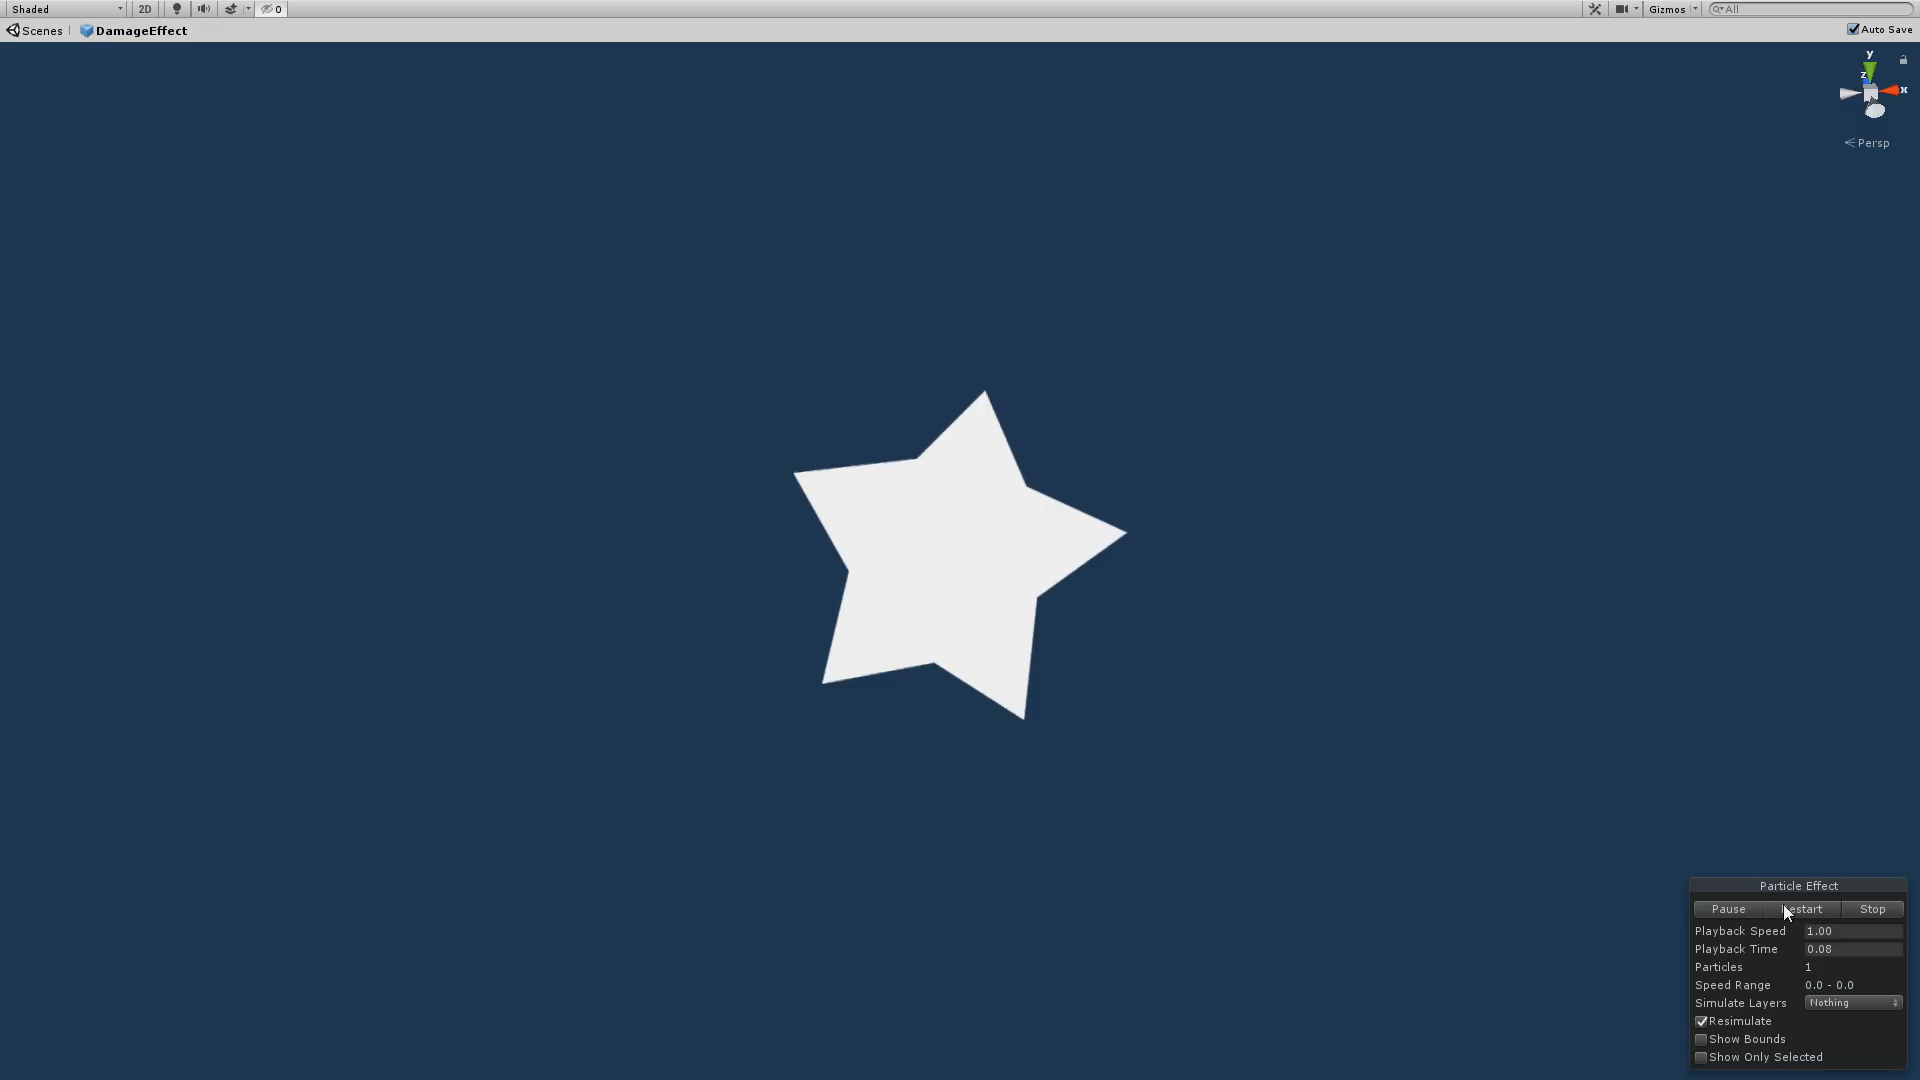 Shaded 2D 0 Gizmos All
Scenes DamageEffect Auto Save
y
z
x
Persp
Particle Effect
Pause estart Stop
Playback Speed 1.00
Playback Time 0.08
Particles 1
Speed Range 0.0 - 0.0
Simulate Layers Nothing
Resimulate
Show Bounds
Show Only Selected